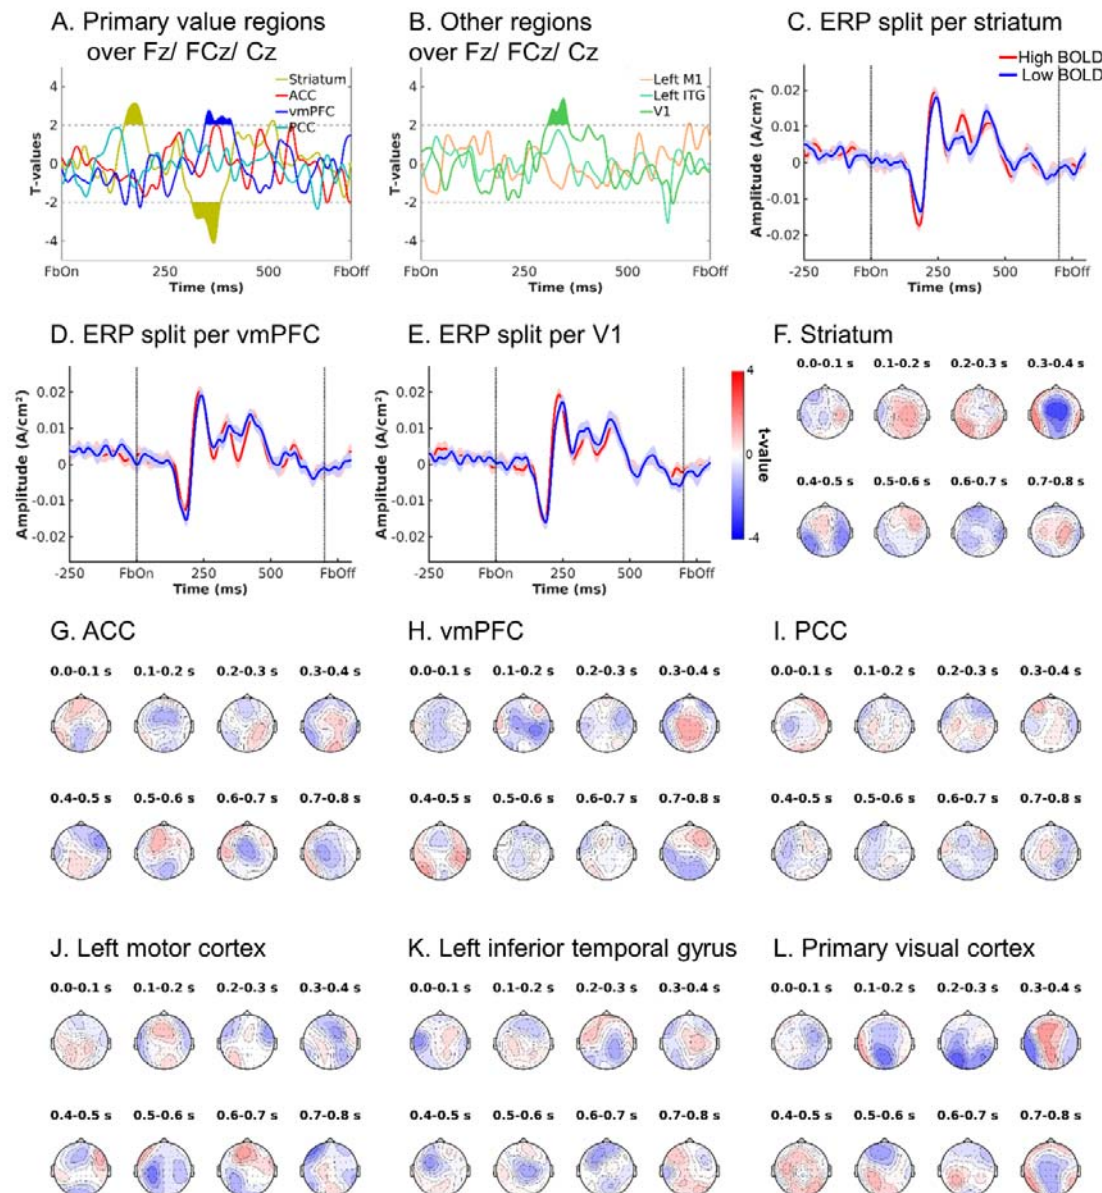 A. Primary value regions
over Fz/ FCz/ Cz
4
2
0
-2
-4
T-values
Striatum
ACC
vmPFC
PCC
FbOn
250
500
FbOff
Time (ms)
B. Other regions
over Fz/ FCz/ Cz
4
2
0
-2
-4
T-values
Left M1
Left ITG
V1
FbOn
250
500
FbOff
Time (ms)
C. ERP split per striatum
High BOLD
Low BOLD
0.02
0.01
0
-0.01
-0.02
Amplitude (A/cm²)
-250
FbOn
250
500
FbOff
Time (ms)
D. ERP split per vmPFC
0.02
0.01
0
-0.01
-0.02
Amplitude (A/cm²)
-250
FbOn
250
500
FbOff
Time (ms)
E. ERP split per V1
0.02
0.01
0
-0.01
-0.02
Amplitude (A/cm²)
-250
FbOn
250
500
FbOff
Time (ms)
4
0
-4
t-value
F. Striatum
0.0-0.1 s 0.1-0.2 s 0.2-0.3 s 0.3-0.4 s
0.4-0.5 s 0.5-0.6 s 0.6-0.7 s 0.7-0.8 s
G. ACC
0.0-0.1 s 0.1-0.2 s 0.2-0.3 s 0.3-0.4 s
0.4-0.5 s 0.5-0.6 s 0.6-0.7 s 0.7-0.8 s
H. vmPFC
0.0-0.1 s 0.1-0.2 s 0.2-0.3 s 0.3-0.4 s
0.4-0.5 s 0.5-0.6 s 0.6-0.7 s 0.7-0.8 s
I. PCC
0.0-0.1 s 0.1-0.2 s 0.2-0.3 s 0.3-0.4 s
0.4-0.5 s 0.5-0.6 s 0.6-0.7 s 0.7-0.8 s
J. Left motor cortex
0.0-0.1 s 0.1-0.2 s 0.2-0.3 s 0.3-0.4 s
0.4-0.5 s 0.5-0.6 s 0.6-0.7 s 0.7-0.8 s
K. Left inferior temporal gyrus
0.0-0.1 s 0.1-0.2 s 0.2-0.3 s 0.3-0.4 s
0.4-0.5 s 0.5-0.6 s 0.6-0.7 s 0.7-0.8 s
L. Primary visual cortex
0.0-0.1 s 0.1-0.2 s 0.2-0.3 s 0.3-0.4 s
0.4-0.5 s 0.5-0.6 s 0.6-0.7 s 0.7-0.8 s